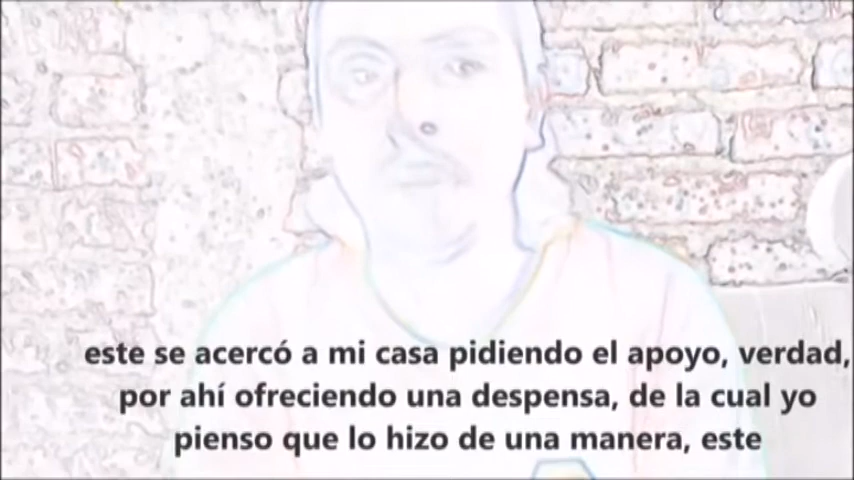 este se acercó a mi casa pidiendo el apoyo, verdad,
por ahí ofreciendo una despensa, de la cual yo
pienso que lo hizo de una manera, este